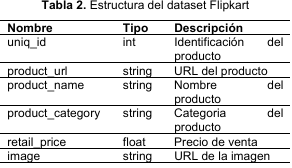 Tabla 2. Estructura del dataset Flipkart
Nombre Tipo Descripción
uniq_id int Identificación del
producto
product_url string URL del producto
product_name string Nombre del
producto
product_category string Categoria del
producto
retail_price float Precio de venta
image string URL de la imagen